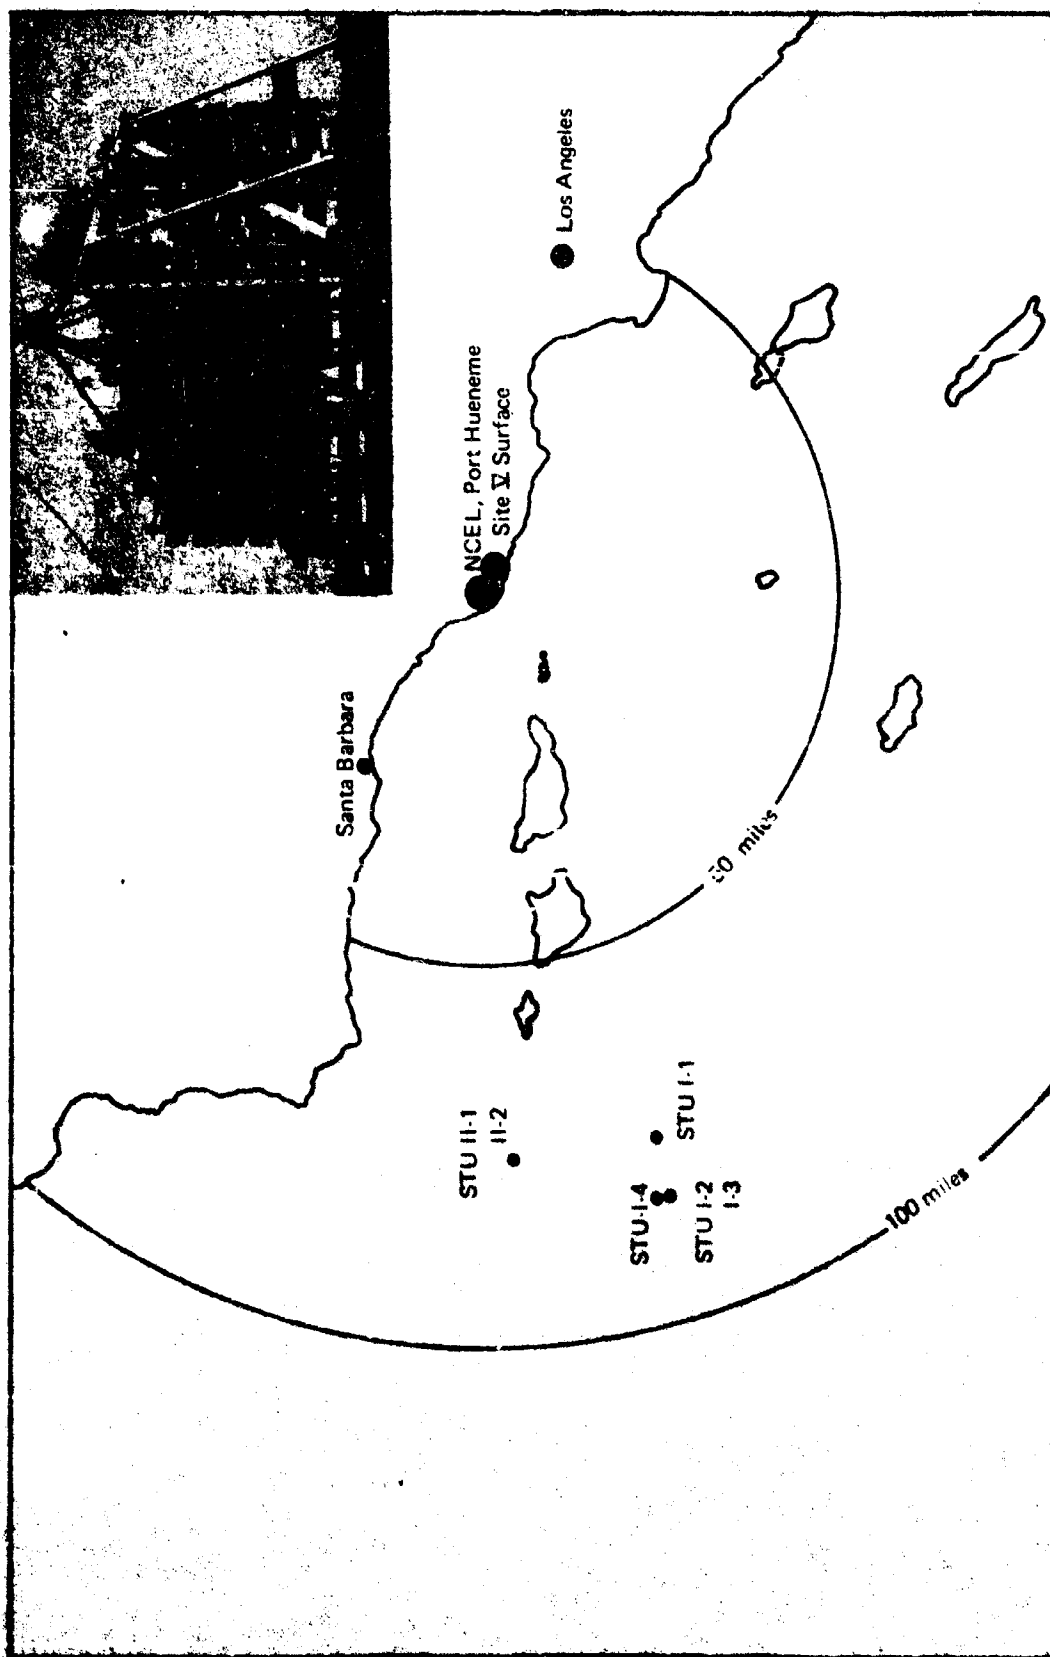 Los Angeles
NCEL, Port Hueneme
Site V Surface
Santa Barbara
50 miles
STU II-1
II-2
STU I-1
STU I-4
STU I-2
I-3
100 miles